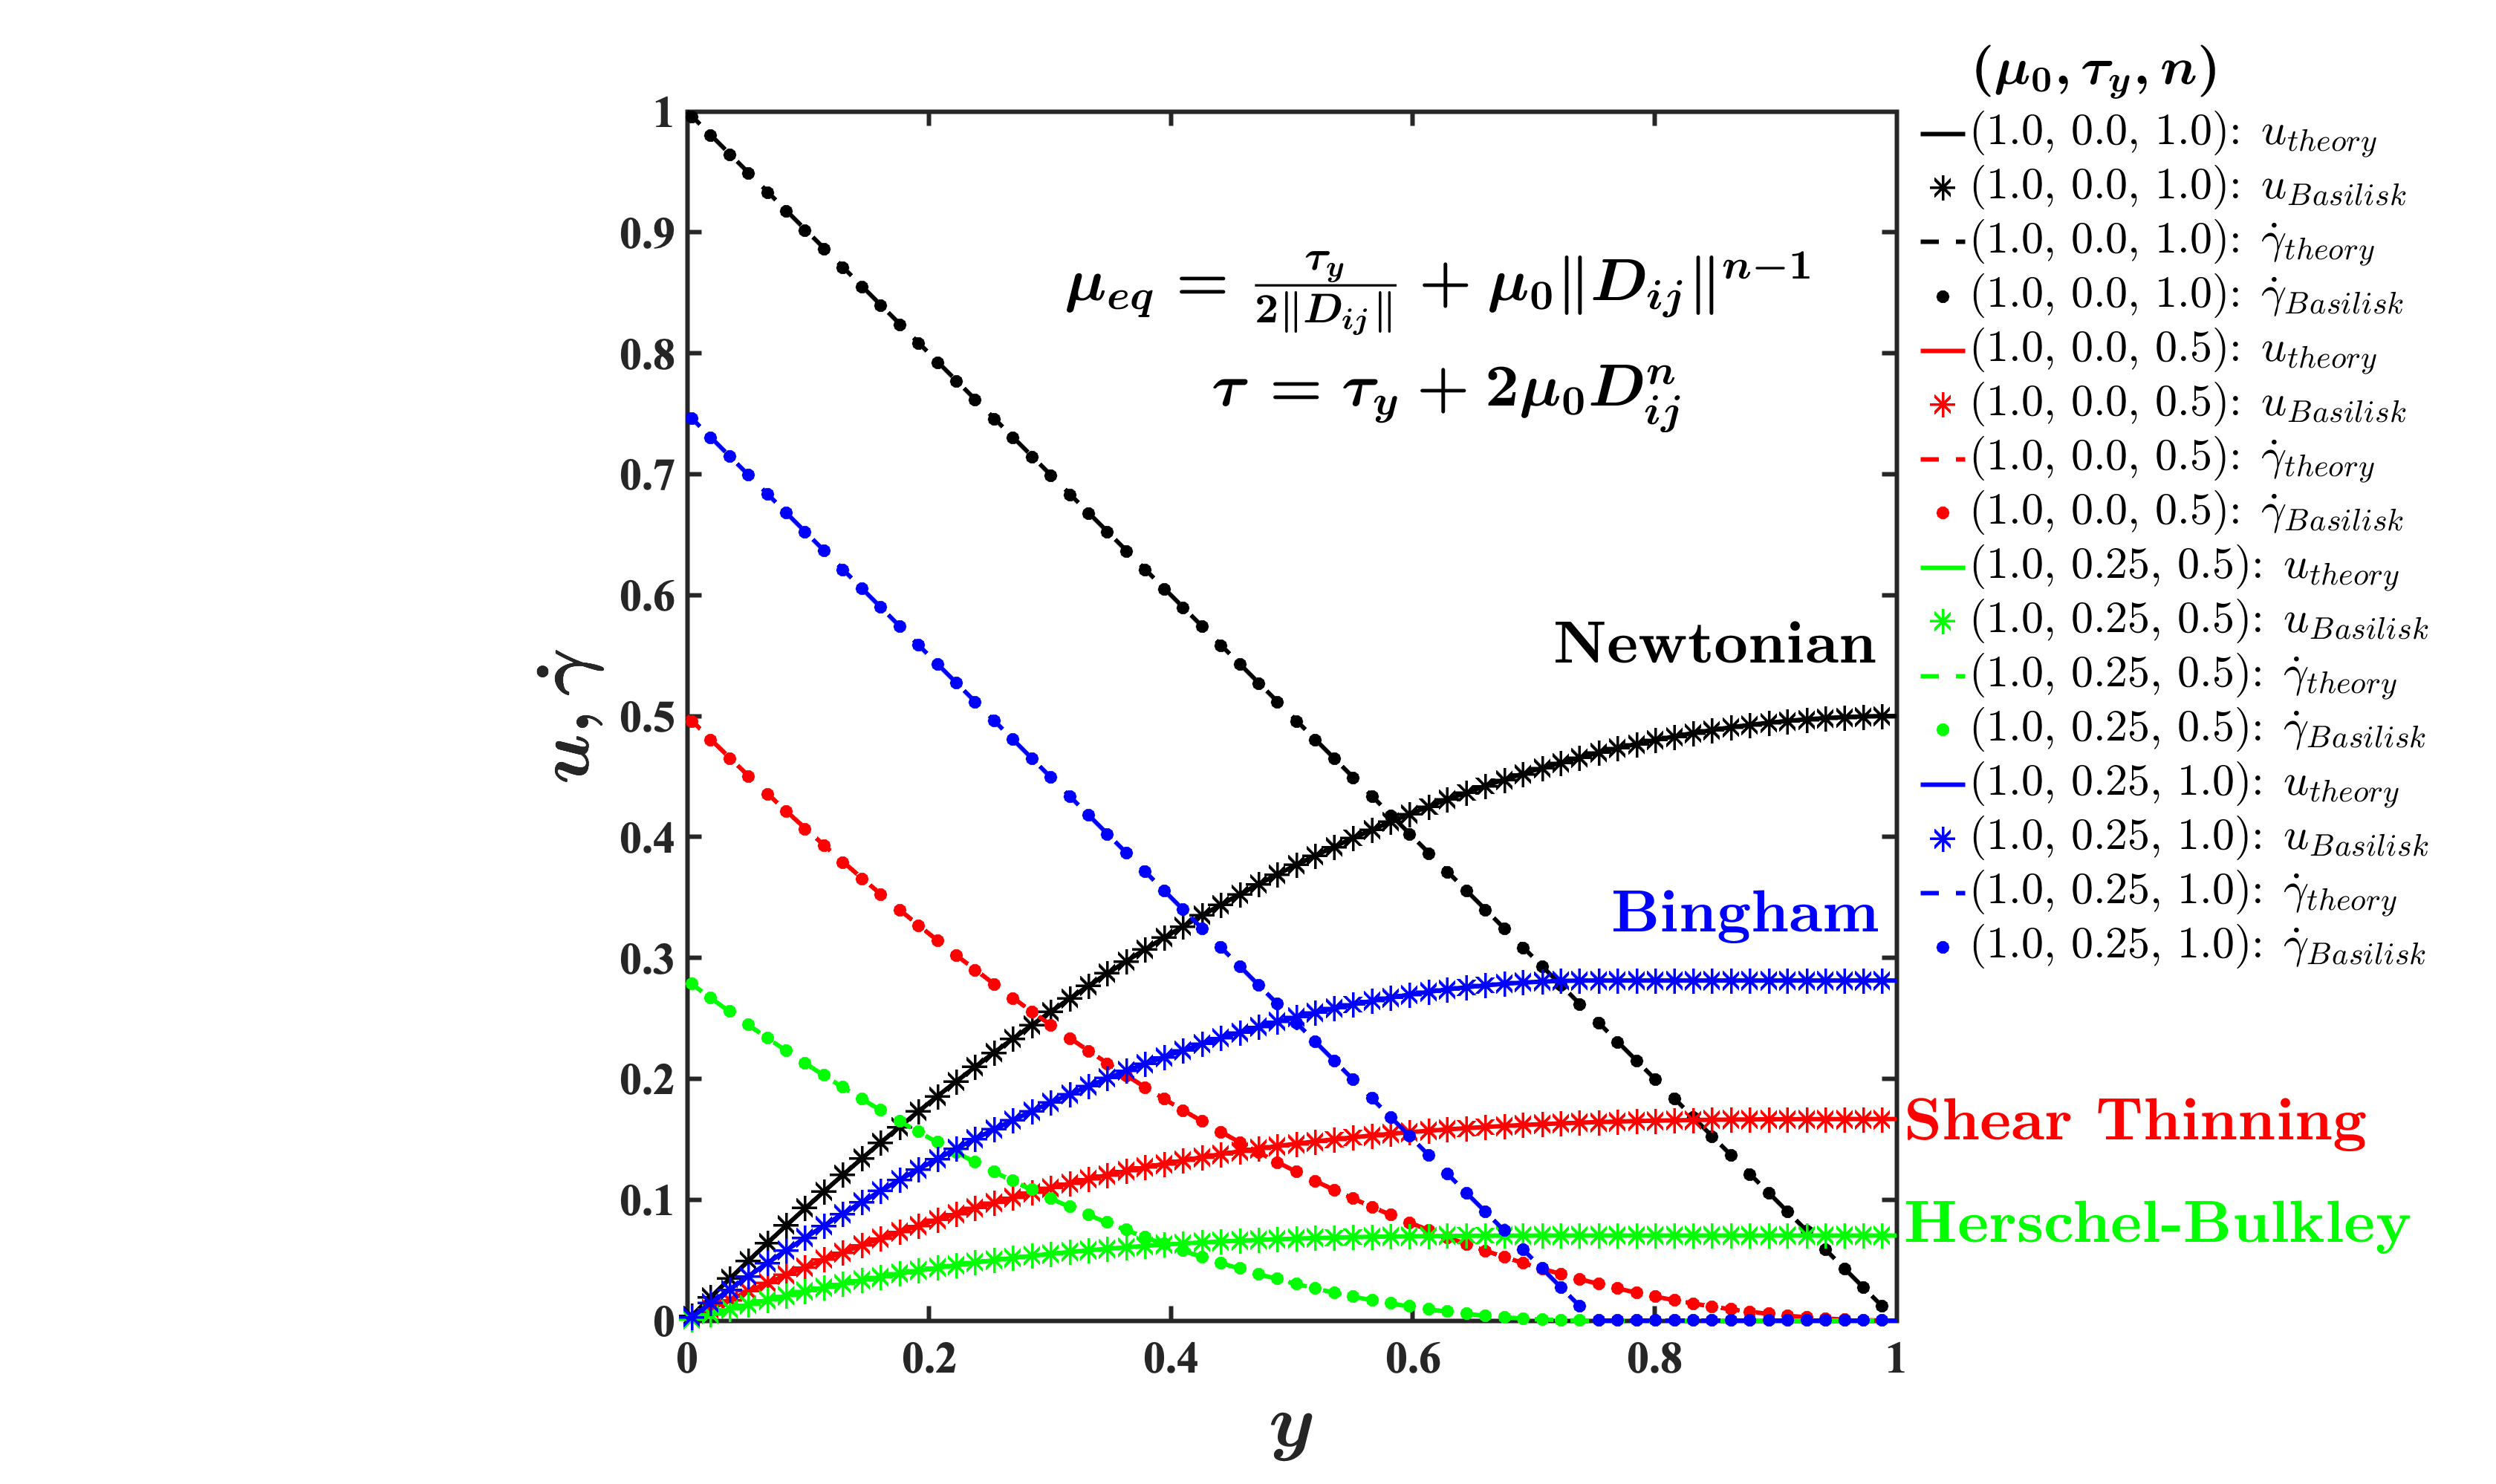 (μ₀, τ_y, n)
(1.0, 0.0, 1.0): u_theory
(1.0, 0.0, 1.0): u_Basilisk
(1.0, 0.0, 1.0): γ̇_theory
(1.0, 0.0, 1.0): γ̇_Basilisk
(1.0, 0.0, 0.5): u_theory
(1.0, 0.0, 0.5): u_Basilisk
(1.0, 0.0, 0.5): γ̇_theory
(1.0, 0.0, 0.5): γ̇_Basilisk
(1.0, 0.25, 0.5): u_theory
(1.0, 0.25, 0.5): u_Basilisk
(1.0, 0.25, 0.5): γ̇_theory
(1.0, 0.25, 0.5): γ̇_Basilisk
(1.0, 0.25, 1.0): u_theory
(1.0, 0.25, 1.0): u_Basilisk
(1.0, 0.25, 1.0): γ̇_theory
(1.0, 0.25, 1.0): γ̇_Basilisk
μ_eq = τ_y / 2‖D_ij‖ + μ₀‖D_ij‖^{n−1}
τ = τ_y + 2μ₀D_ij^n
Newtonian
Bingham
Shear Thinning
Herschel-Bulkley
u, γ̇
1
0.9
0.8
0.7
0.6
0.5
0.4
0.3
0.2
0.1
0
0 0.2 0.4 0.6 0.8 1
y